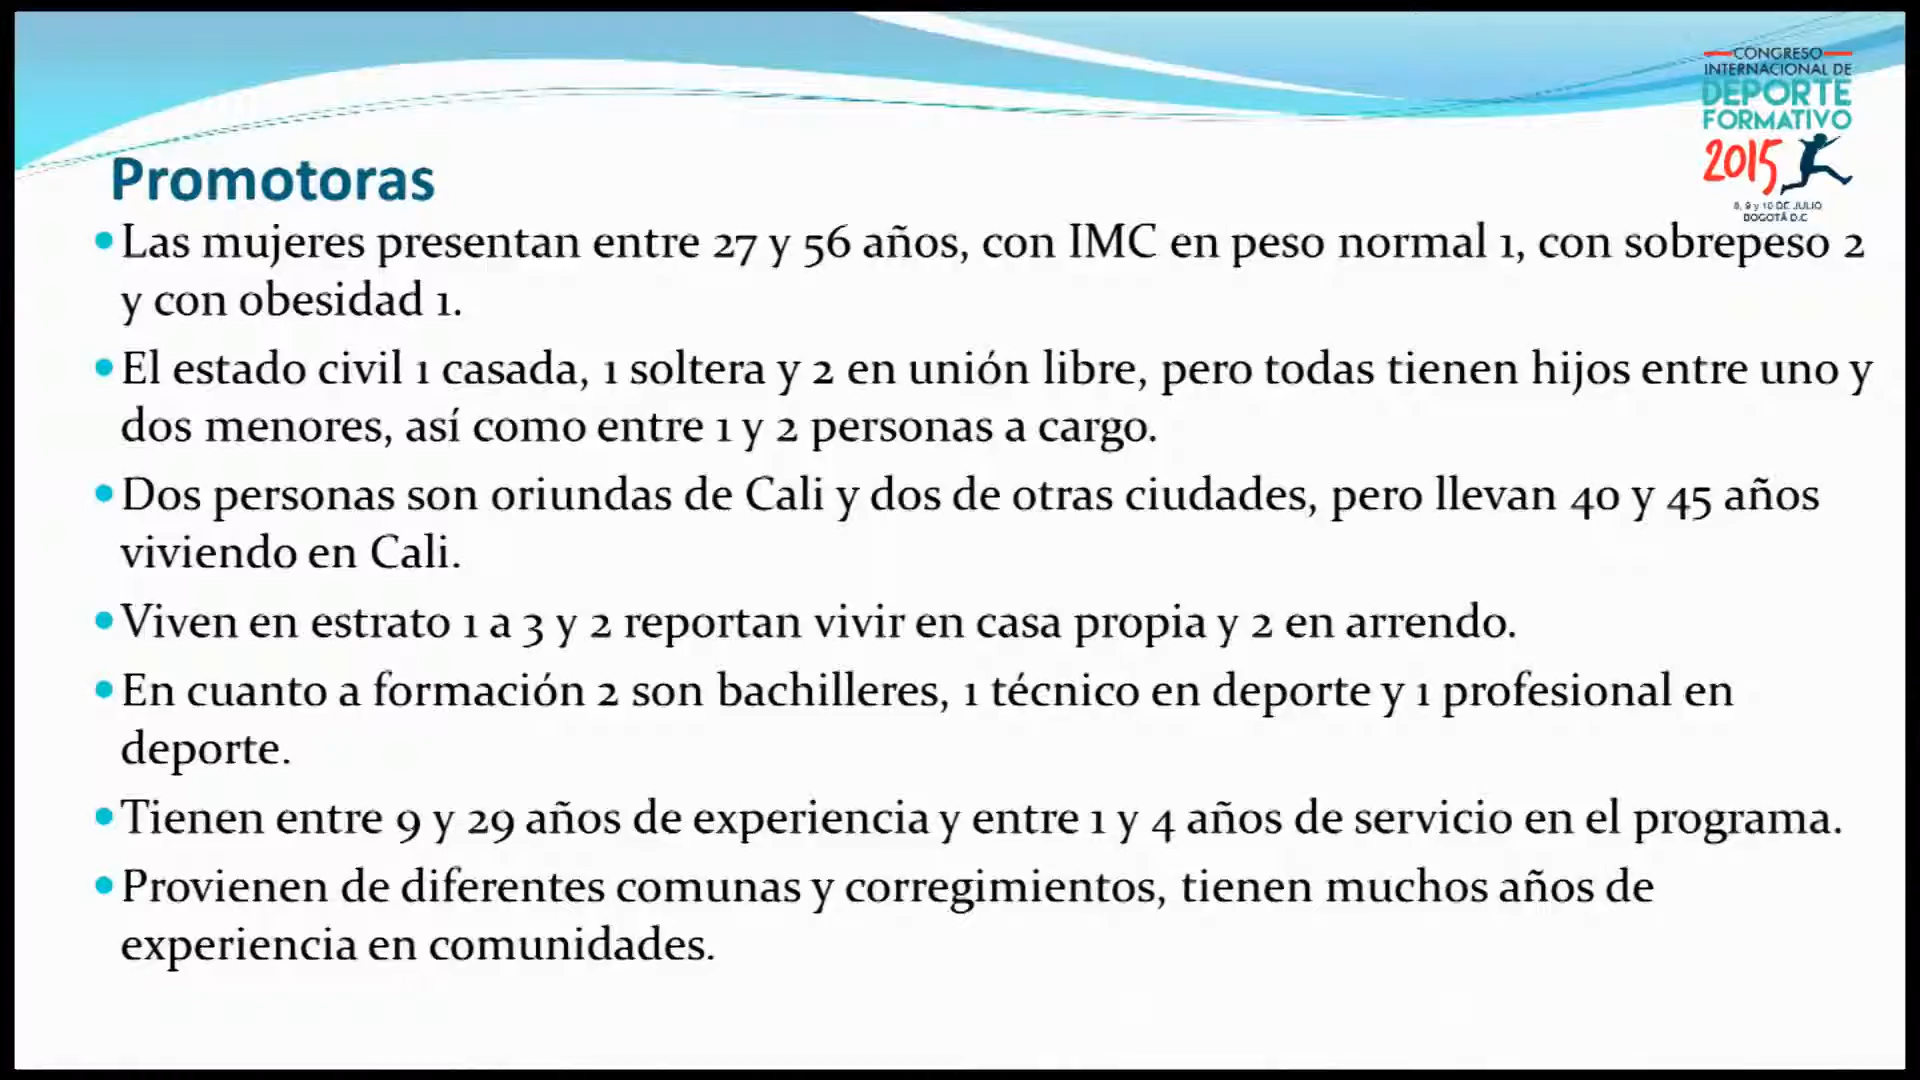 CONGRESO
INTERNACIONAL DE
DEPORTE
FORMATIVO
2015
8, 9 y 10 DE JULIO
BOGOTÁ D.C
Promotoras
Las mujeres presentan entre 27 y 56 años, con IMC en peso normal 1, con sobrepeso 2
y con obesidad 1.
El estado civil 1 casada, 1 soltera y 2 en unión libre, pero todas tienen hijos entre uno y
dos menores, así como entre 1 y 2 personas a cargo.
Dos personas son oriundas de Cali y dos de otras ciudades, pero llevan 40 y 45 años
viviendo en Cali.
Viven en estrato 1 a 3 y 2 reportan vivir en casa propia y 2 en arrendo.
En cuanto a formación 2 son bachilleres, 1 técnico en deporte y 1 profesional en
deporte.
Tienen entre 9 y 29 años de experiencia y entre 1 y 4 años de servicio en el programa.
Provienen de diferentes comunas y corregimientos, tienen muchos años de
experiencia en comunidades.